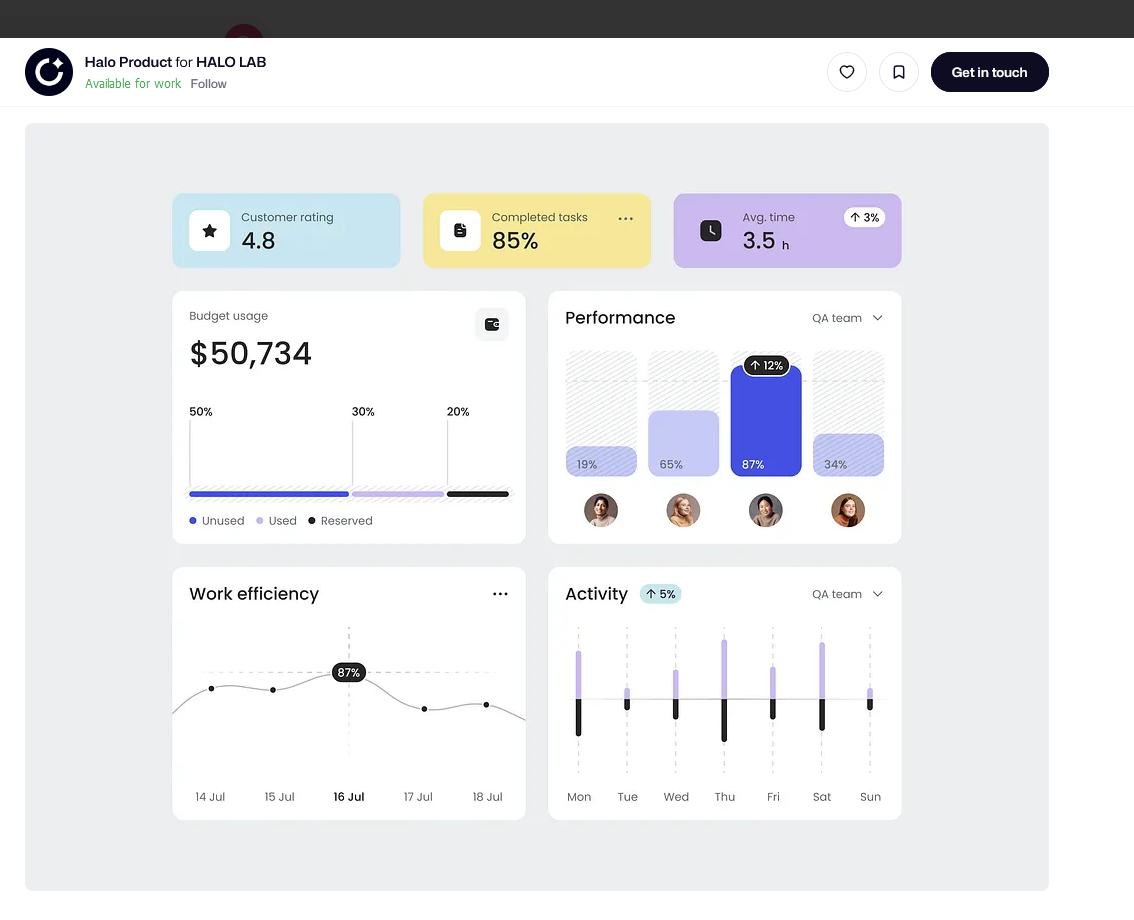 Halo Product for HALO LAB
Available for work Follow
Get in touch
Customer rating
4.8
Completed tasks
85%
Avg. time
3.5 h
3%
Budget usage
$50,734
50% 30% 20%
Unused Used Reserved
Performance
QA team
12%
19% 65% 87% 34%
Work efficiency
87%
14 Jul 15 Jul 16 Jul 17 Jul 18 Jul
Activity 5%
QA team
Mon Tue Wed Thu Fri Sat Sun